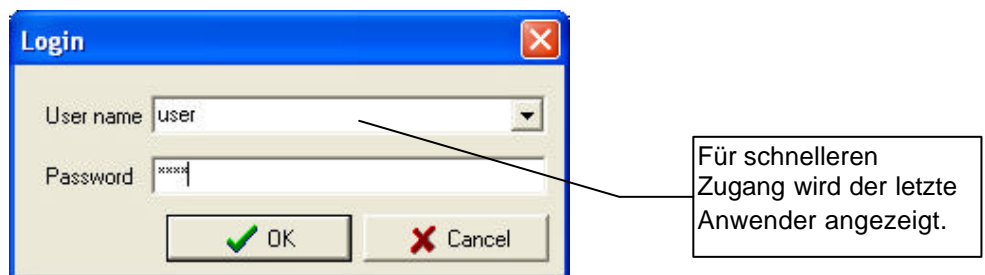 Login
User name user
Password ****
OK Cancel
Für schnelleren
Zugang wird der letzte
Anwender angezeigt.